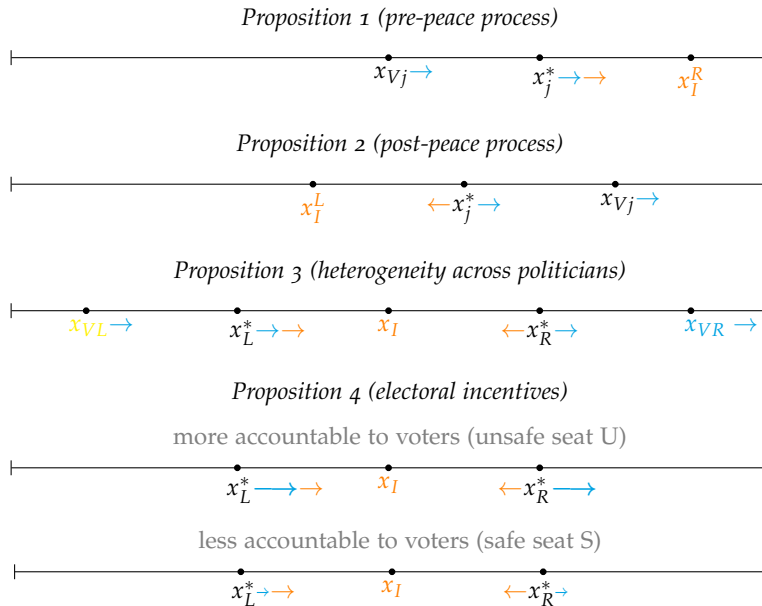 Proposition 1 (pre-peace process)
x_{Vj}→ x_j^*→→ x_I^R
Proposition 2 (post-peace process)
x_I^L ←x_j^*→ x_{Vj}→
Proposition 3 (heterogeneity across politicians)
x_{VL}→ x_L^*→→ x_I ←x_R^*→ x_{VR}→
Proposition 4 (electoral incentives)
more accountable to voters (unsafe seat U)
x_L^*→→ x_I ←x_R^*→
less accountable to voters (safe seat S)
x_L^*→→ x_I ←x_R^*→